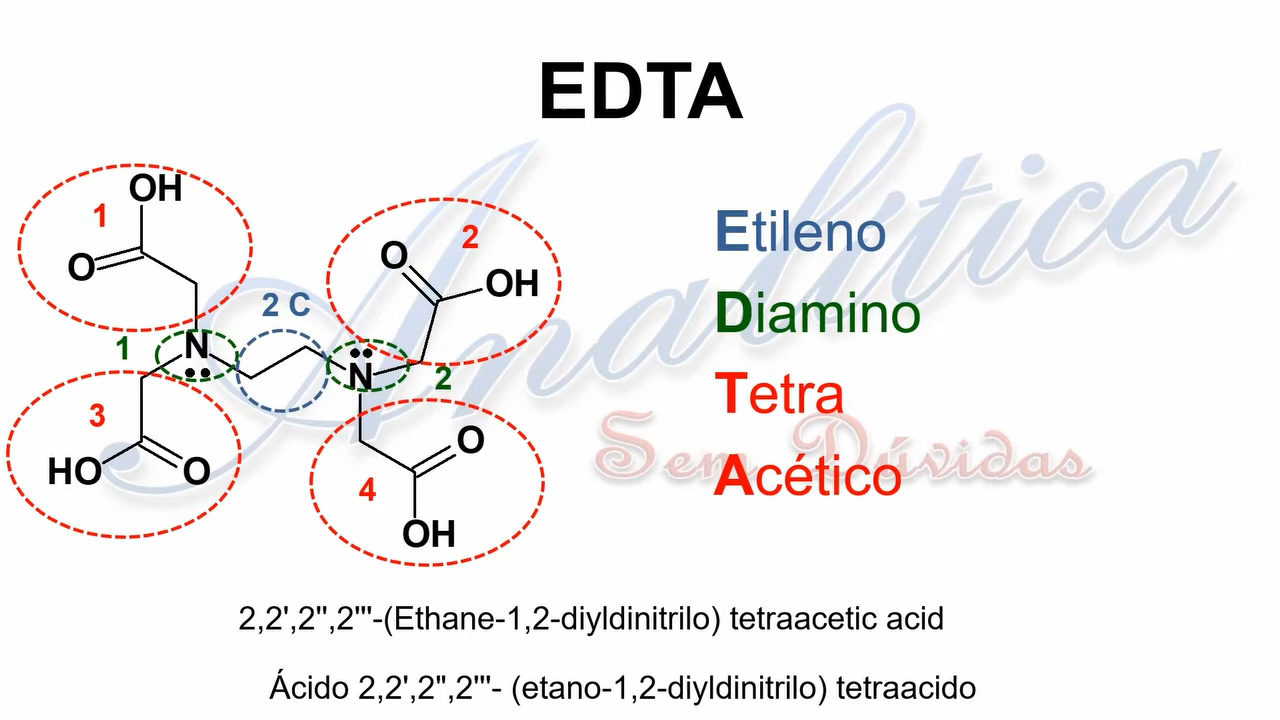 EDTA
Analítica
Sem Dúvidas
OH
1
O
N
1
2 C
O
2
OH
N
2
3
HO
O
4
O
OH
Etileno
Diamino
Tetra
Acético
2,2',2'',2'''-(Ethane-1,2-diyldinitrilo) tetraacetic acid
Ácido 2,2',2",2'''- (etano-1,2-diyldinitrilo) tetraacido